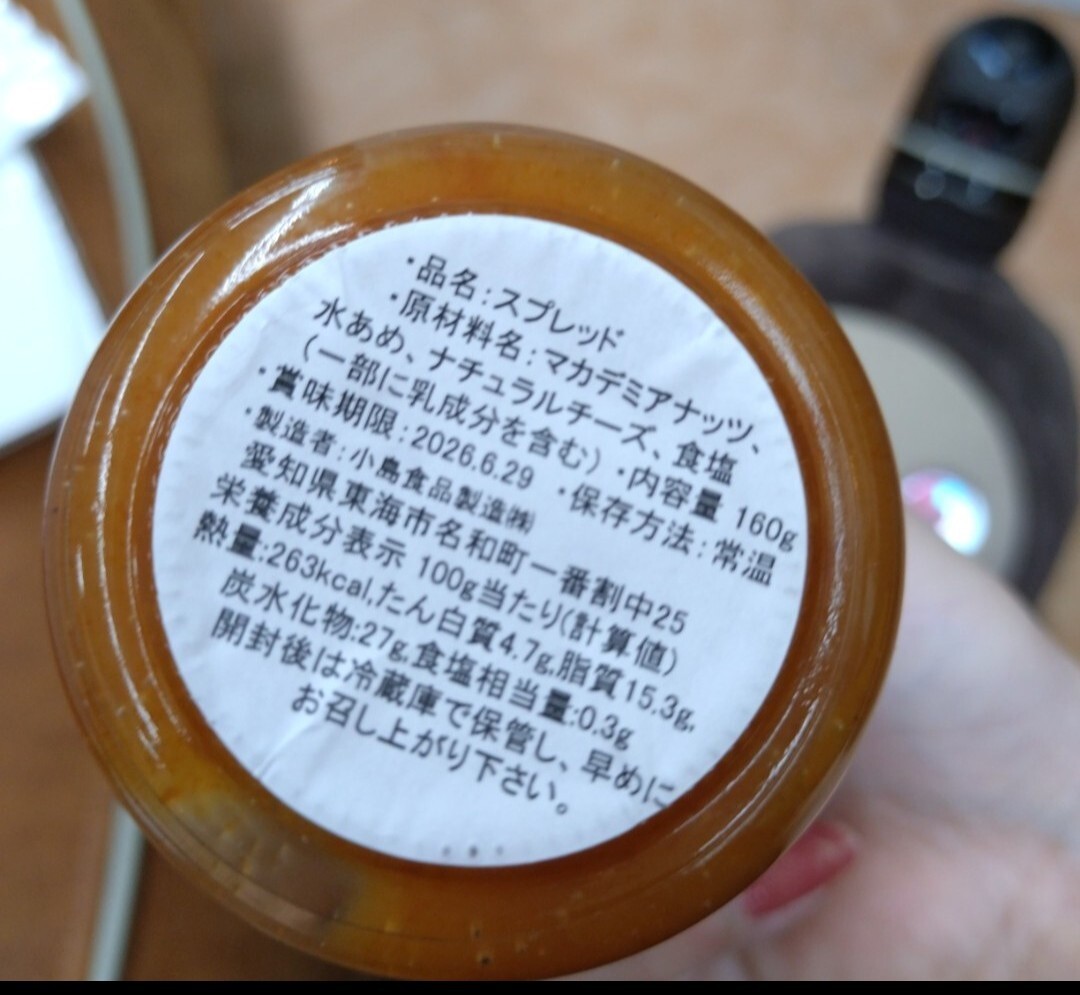 ・品名:スプレッド
・原材料名:マカデミアナッツ、
水あめ、ナチュラルチーズ、食塩
(一部に乳成分を含む)・内容量 160g
・賞味期限:2026.6.29 ・保存方法:常温
・製造者:小島食品製造㈱
愛知県東海市名和町一番割中25
栄養成分表示 100g当たり(計算値)
熱量:263kcal,たん白質4.7g,脂質15.3g,
炭水化物:27g,食塩相当量:0.3g
開封後は冷蔵庫で保管し、早めに
お召し上がり下さい。